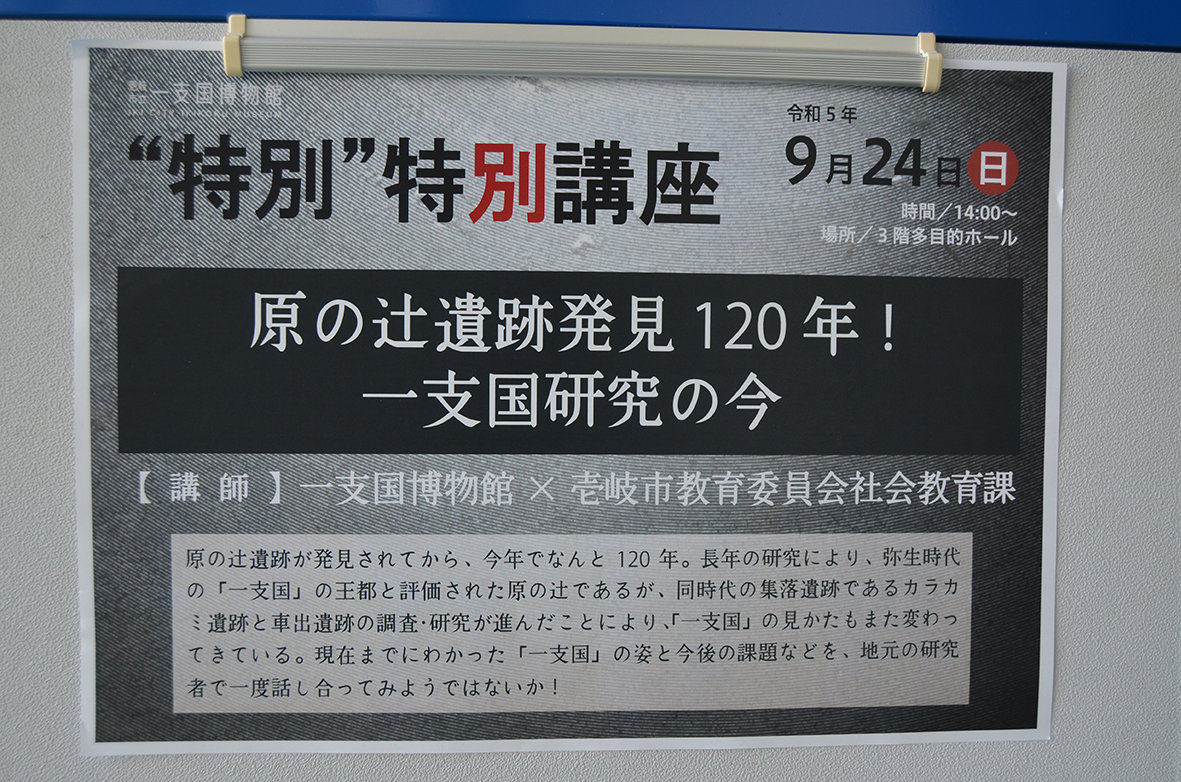 一支国博物館
“特別”特別講座
令和5年
9月24日 日
時間／14:00～
場所／3階多目的ホール
原の辻遺跡発見120年！
一支国研究の今
【講師】一支国博物館×壱岐市教育委員会社会教育課
原の辻遺跡が発見されてから、今年でなんと120年。長年の研究により、弥生時代
の「一支国」の王都と評価された原の辻であるが、同時代の集落遺跡であるカラカ
ミ遺跡と車出遺跡の調査・研究が進んだことにより、「一支国」の見かたもまた変わっ
てきている。現在までにわかった「一支国」の姿と今後の課題などを、地元の研究
者で一度話し合ってみようではないか！